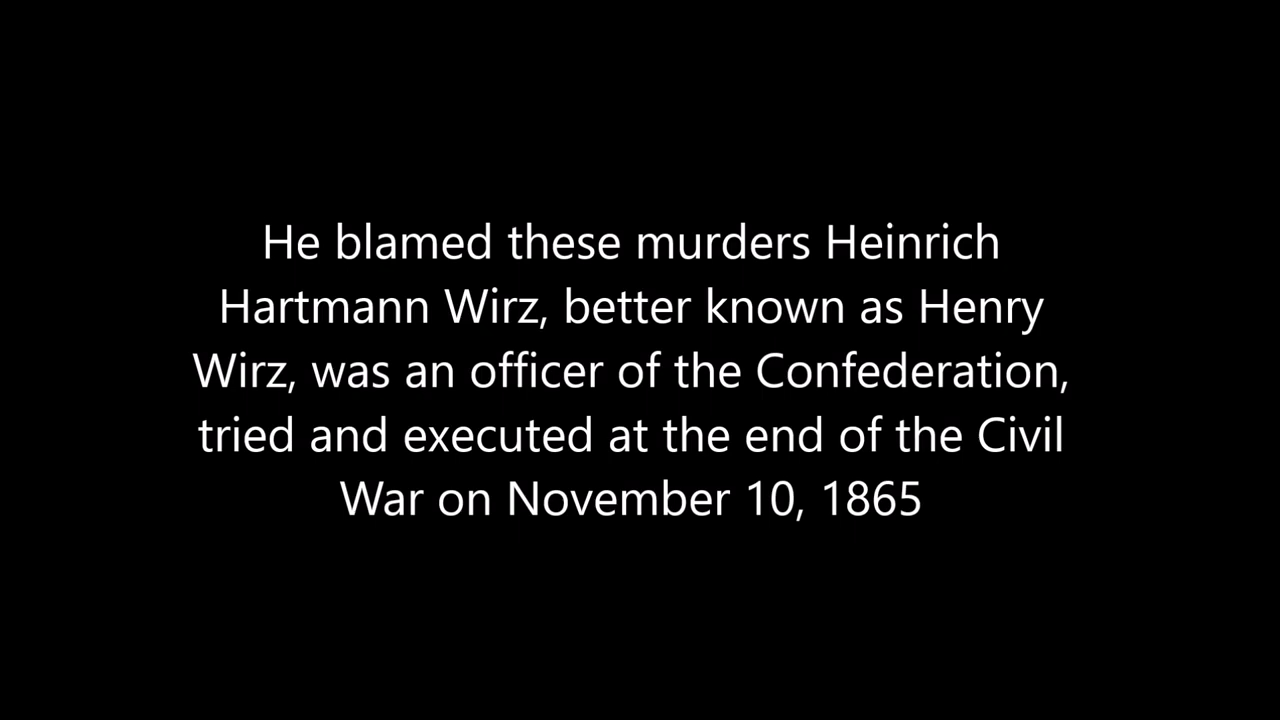 He blamed these murders Heinrich
Hartmann Wirz, better known as Henry
Wirz, was an officer of the Confederation,
tried and executed at the end of the Civil
War on November 10, 1865